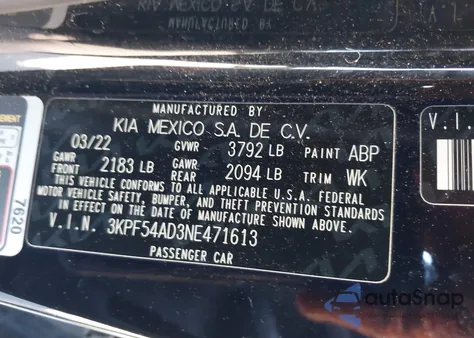 MANUFACTURED BY
KIA MEXICO S.A. DE C.V.
03/22 GVWR 3792 LB PAINT ABP
GAWR FRONT 2183 LB GAWR 2094 LB TRIM WK
THIS VEHICLE CONFORMS TO ALL APPLICABLE U.S.A. FEDERAL
MOTOR VEHICLE SAFETY, BUMPER, AND THEFT PREVENTION STANDARDS
IN EFFECT ON THE DATE OF MANUFACTURE SHOWN ABOVE.
V.I.N. 3KPF54AD3NE471613
PASSENGER CAR
7620
V.I.
autoSnap